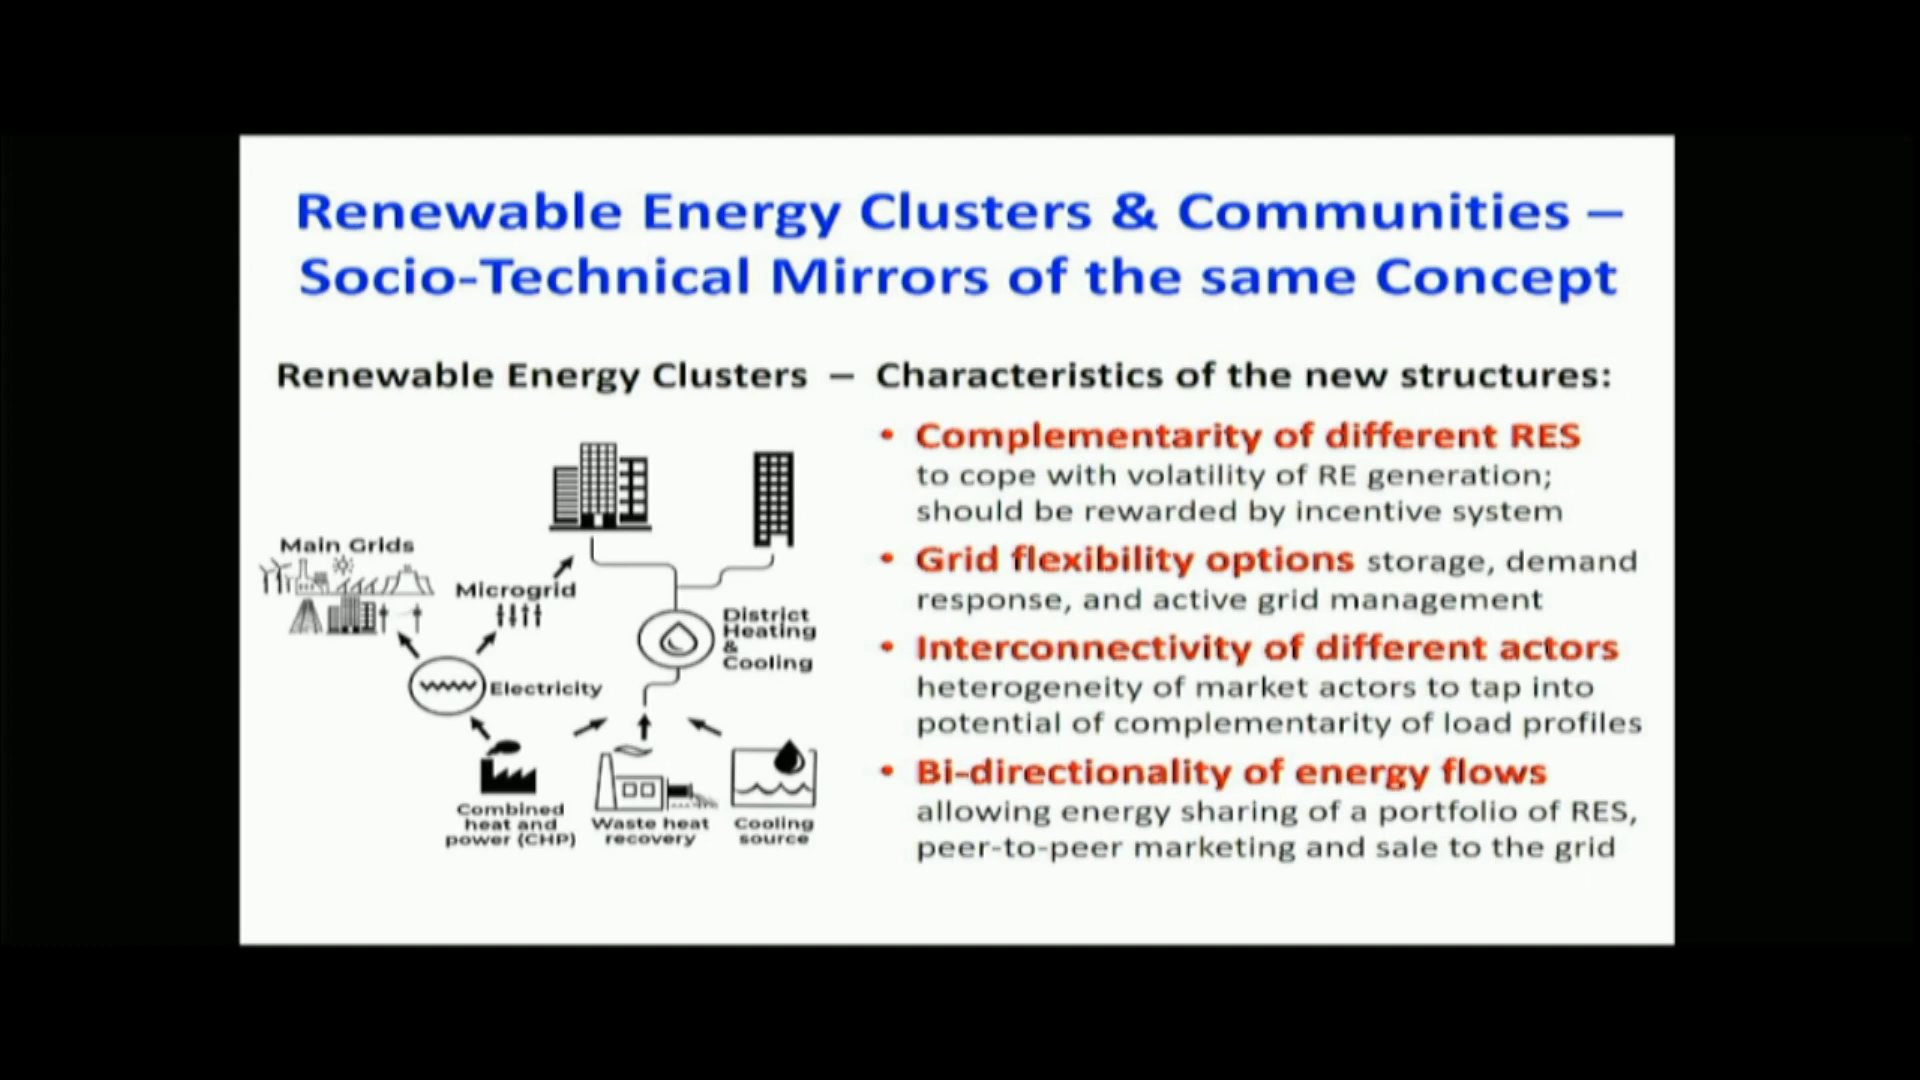 Renewable Energy Clusters & Communities –
Socio-Technical Mirrors of the same Concept
Renewable Energy Clusters – Characteristics of the new structures:
Main Grids
Microgrid
Electricity
District
Heating
&
Cooling
Combined
heat and
power (CHP)
Waste heat
recovery
Cooling
source
• Complementarity of different RES
to cope with volatility of RE generation;
should be rewarded by incentive system
• Grid flexibility options storage, demand
response, and active grid management
• Interconnectivity of different actors
heterogeneity of market actors to tap into
potential of complementarity of load profiles
• Bi-directionality of energy flows
allowing energy sharing of a portfolio of RES,
peer-to-peer marketing and sale to the grid